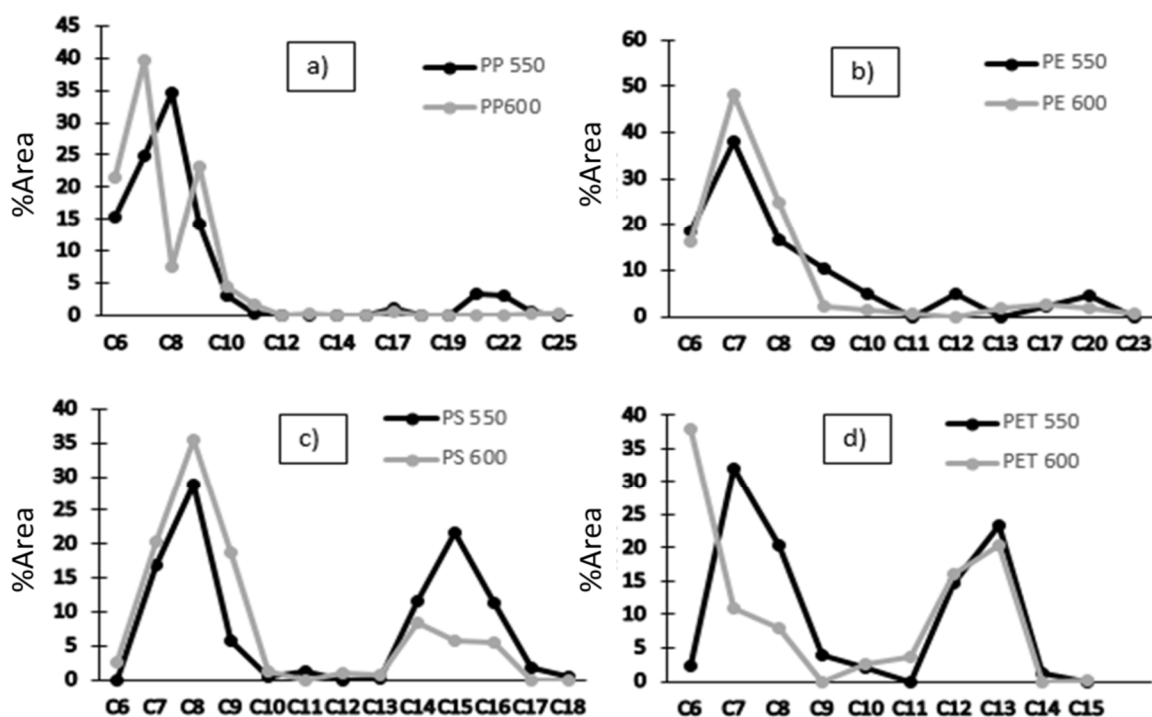 45
40
35
30
25
20
15
10
5
0
%Area
a)
PP 550
PP600
C6 C8 C10 C12 C14 C17 C19 C22 C25
60
50
40
30
20
10
0
%Area
b)
PE 550
PE 600
C6 C7 C8 C9 C10 C11 C12 C13 C17 C20 C23
40
35
30
25
20
15
10
5
0
%Area
c)
PS 550
PS 600
C6 C7 C8 C9 C10 C11 C12 C13 C14 C15 C16 C17 C18
40
35
30
25
20
15
10
5
0
%Area
d)
PET 550
PET 600
C6 C7 C8 C9 C10 C11 C12 C13 C14 C15